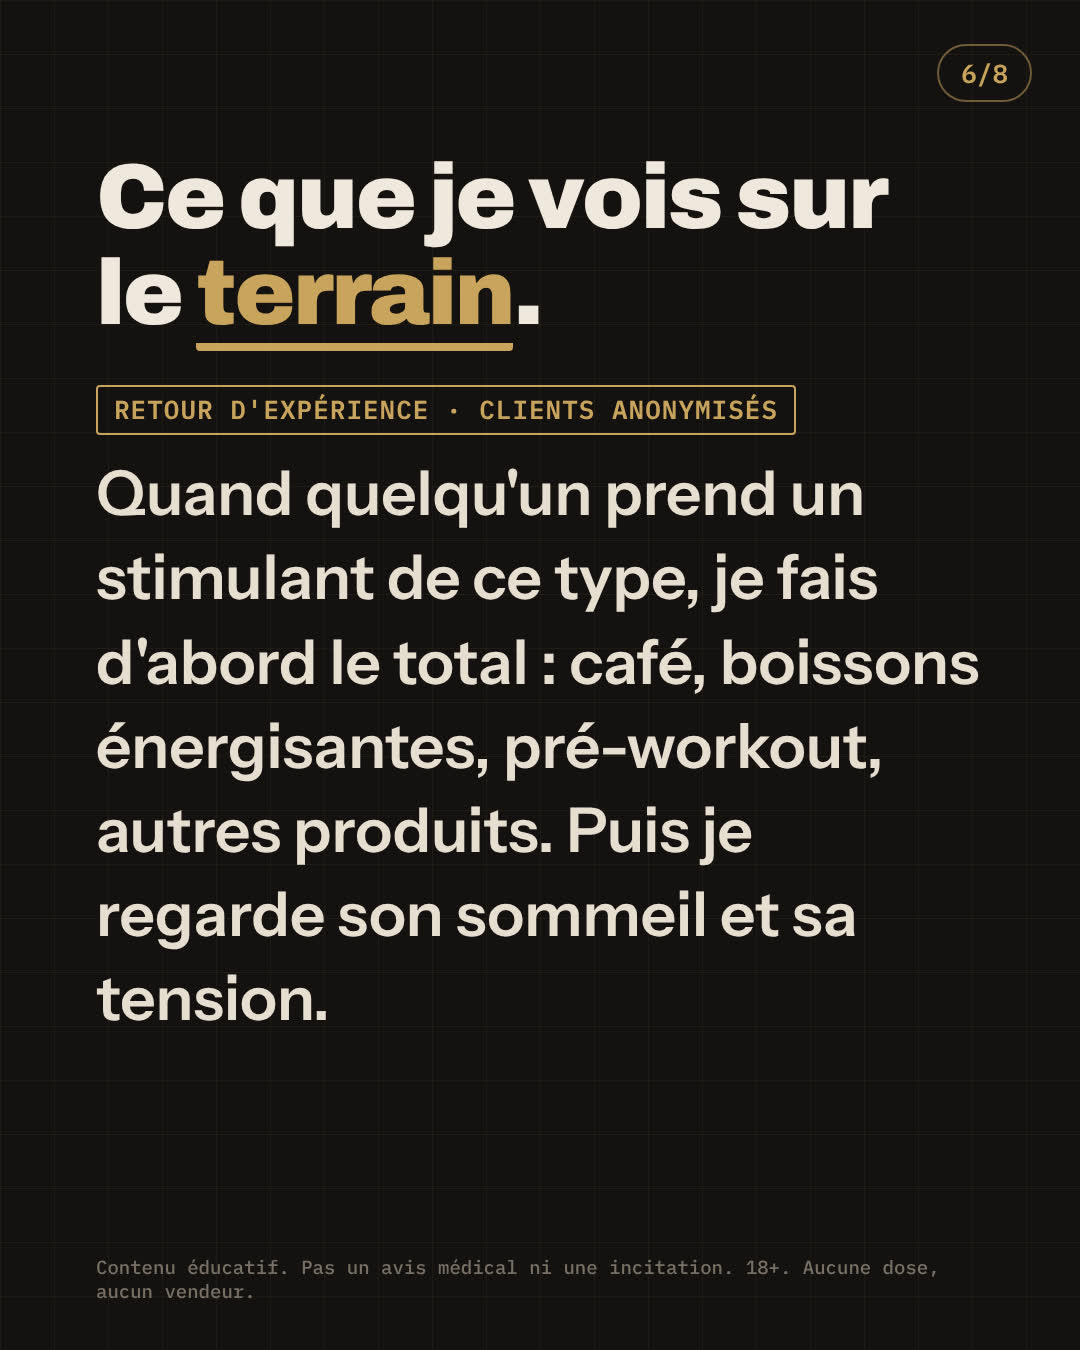 6/8
Ce que je vois sur
le terrain.
RETOUR D'EXPÉRIENCE · CLIENTS ANONYMISÉS
Quand quelqu'un prend un
stimulant de ce type, je fais
d'abord le total : café, boissons
énergisantes, pré-workout,
autres produits. Puis je
regarde son sommeil et sa
tension.
Contenu éducatif. Pas un avis médical ni une incitation. 18+. Aucune dose,
aucun vendeur.